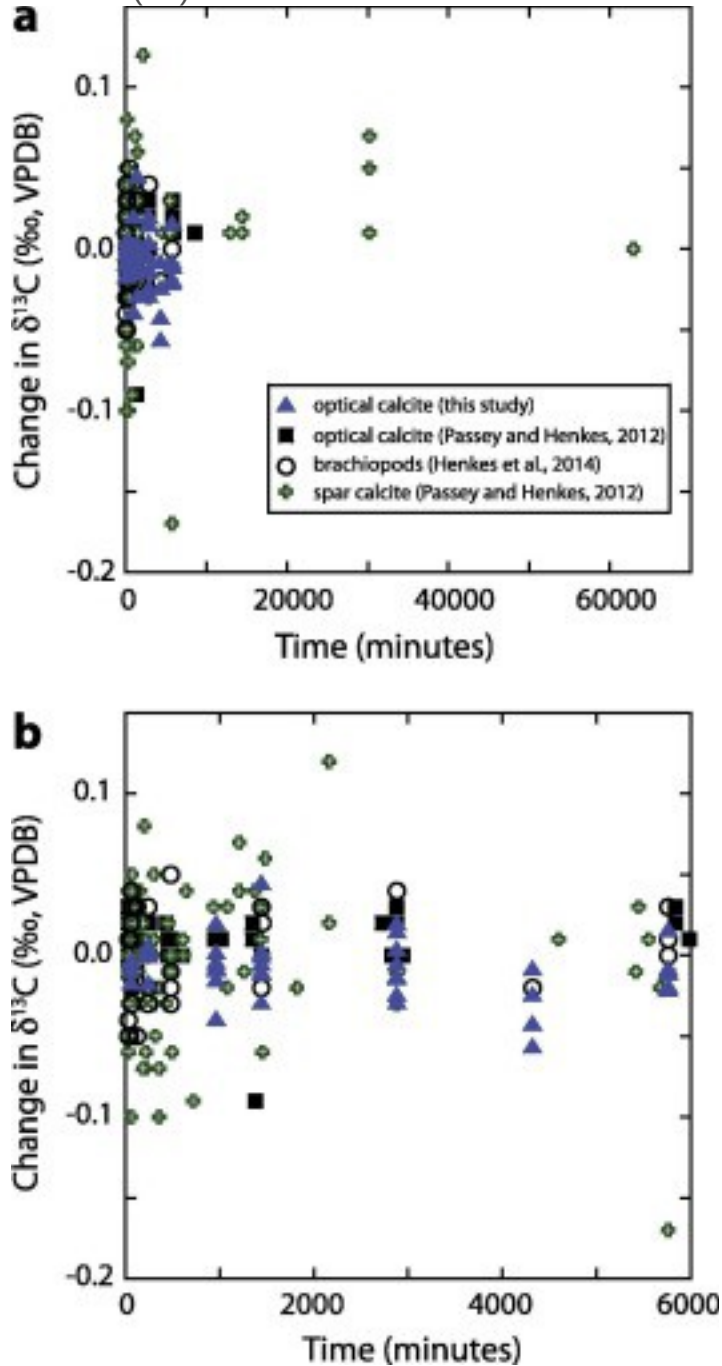 a
0.1
0.0
-0.1
-0.2
Change in δ¹³C (‰, VPDB)
optical calcite (this study)
optical calcite (Passey and Henkes, 2012)
brachiopods (Henkes et al., 2014)
spar calcite (Passey and Henkes, 2012)
0 20000 40000 60000
Time (minutes)
b
0.1
0.0
-0.1
-0.2
Change in δ¹³C (‰, VPDB)
0 2000 4000 6000
Time (minutes)